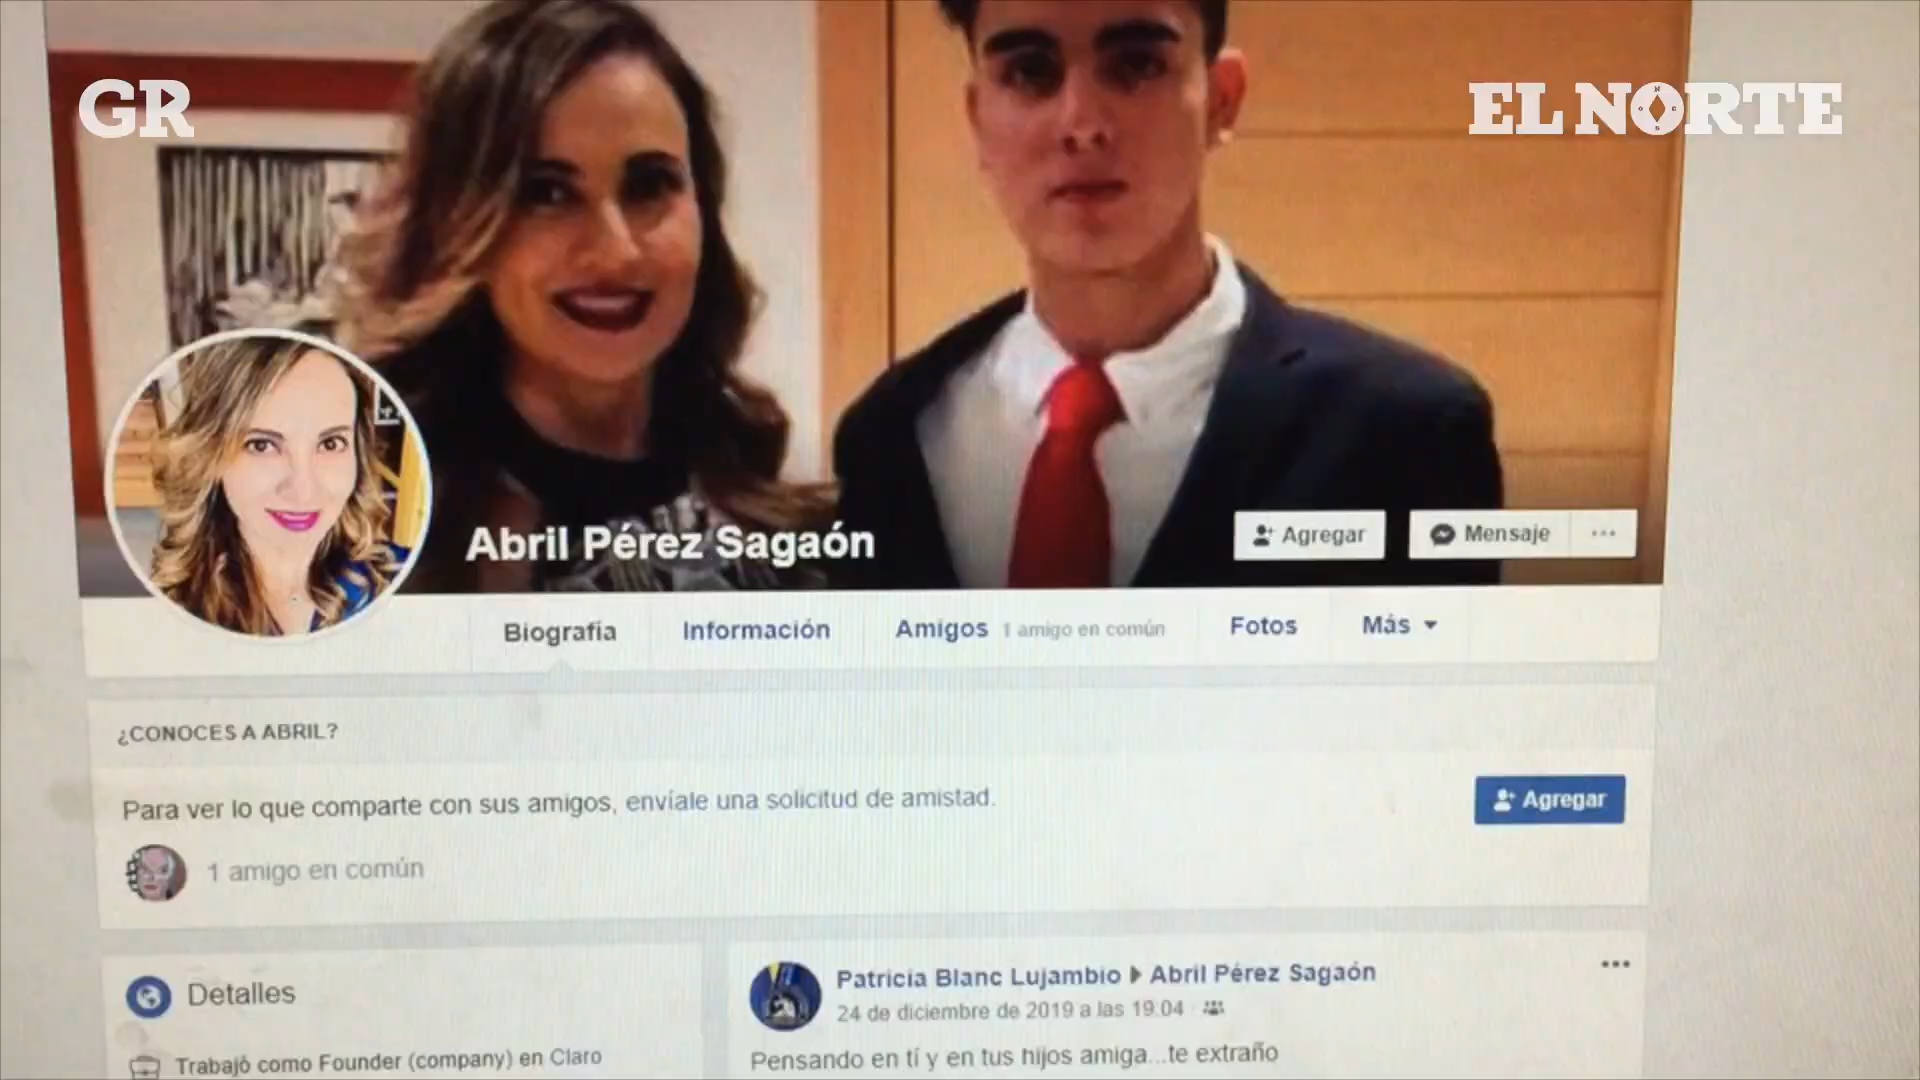 GR
EL NORTE
Abril Pérez Sagaón
Agregar
Mensaje
Biografía
Información
Amigos 1 amigo en común
Fotos
Más
¿CONOCES A ABRIL?
Para ver lo que comparte con sus amigos, envíale una solicitud de amistad.
Agregar
1 amigo en común
Detalles
Trabajó como Founder (company) en Claro
Patricia Blanc Lujambio Abril Pérez Sagaón
24 de diciembre de 2019 a las 19:04
Pensando en tí y en tus hijos amiga...te extraño